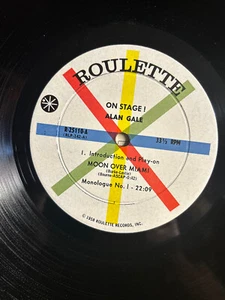 ROULETTE
ON STAGE!
ALAN GALE
R-25118-A
33⅓ RPM
1. Introduction and Play-on
MOON OVER MIAMI
Monologue No. 1 - 22:09
© 1959 ROULETTE RECORDS, INC.